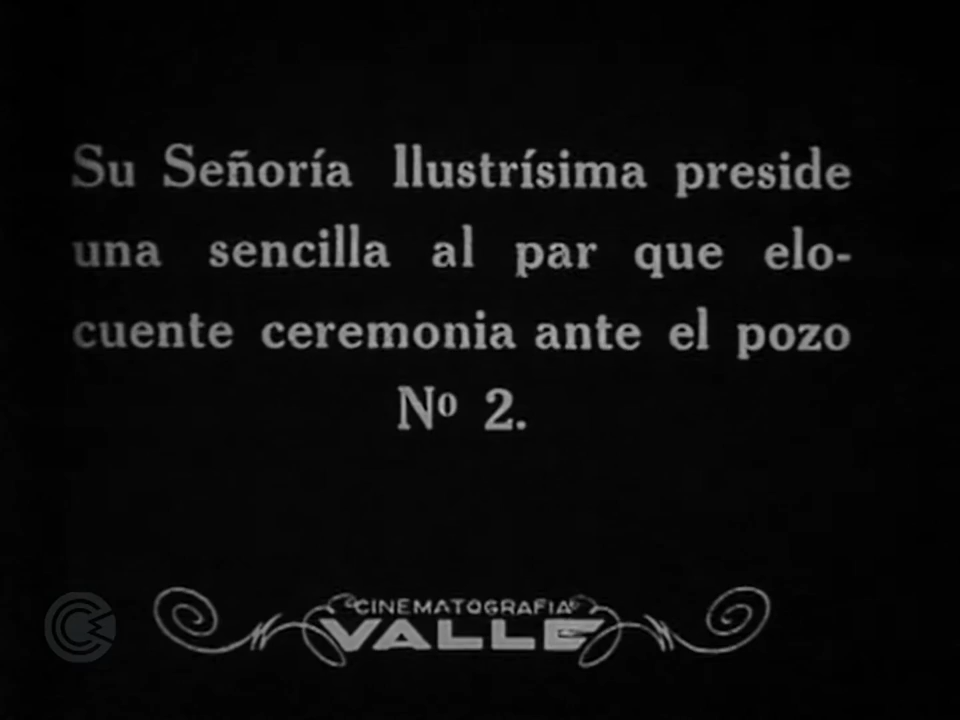 Su Señoría Ilustrísima preside
una sencilla al par que elo-
cuente ceremonia ante el pozo
Nº 2.
CINEMATOGRAFIA
VALLE